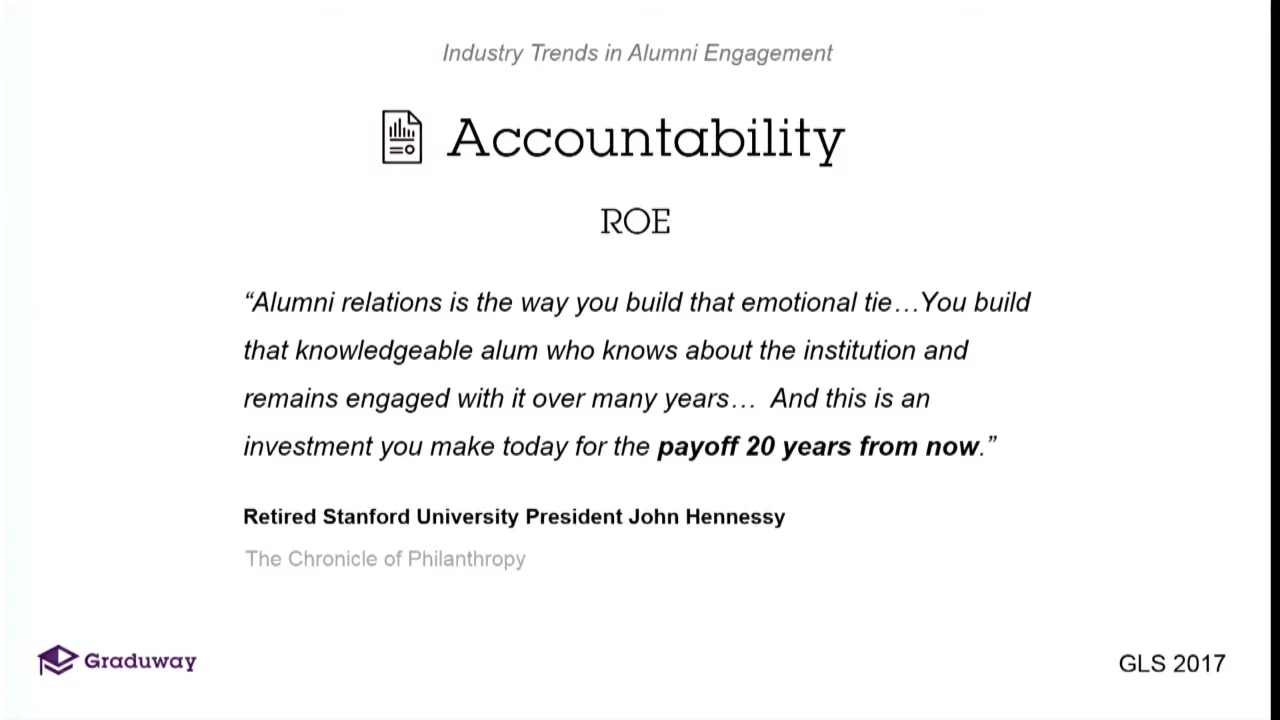 Industry Trends in Alumni Engagement
Accountability
ROE
“Alumni relations is the way you build that emotional tie…You build
that knowledgeable alum who knows about the institution and
remains engaged with it over many years… And this is an
investment you make today for the payoff 20 years from now.”
Retired Stanford University President John Hennessy
The Chronicle of Philanthropy
Graduway
GLS 2017